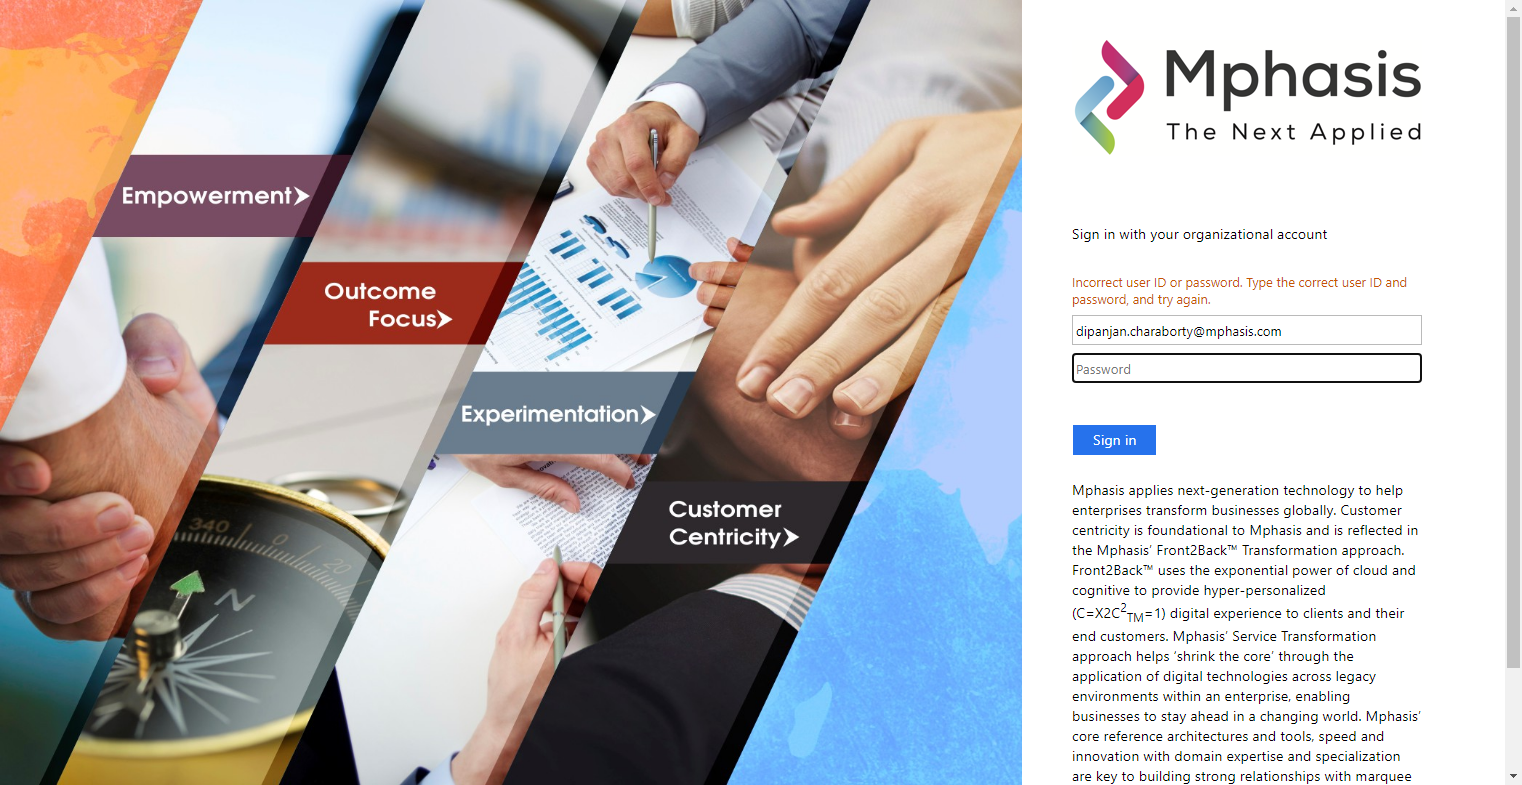 Empowerment
Outcome
Focus
Experimentation
Customer
Centricity
340
20
N
Mphasis
The Next Applied
Sign in with your organizational account
Incorrect user ID or password. Type the correct user ID and
password, and try again.
dipanjan.charaborty@mphasis.com
Password
Sign in
Mphasis applies next-generation technology to help
enterprises transform businesses globally. Customer
centricity is foundational to Mphasis and is reflected in
the Mphasis’ Front2Back™ Transformation approach.
Front2Back™ uses the exponential power of cloud and
cognitive to provide hyper-personalized
(C=X2C²TM=1) digital experience to clients and their
end customers. Mphasis’ Service Transformation
approach helps ‘shrink the core’ through the
application of digital technologies across legacy
environments within an enterprise, enabling
businesses to stay ahead in a changing world. Mphasis’
core reference architectures and tools, speed and
innovation with domain expertise and specialization
are key to building strong relationships with marquee